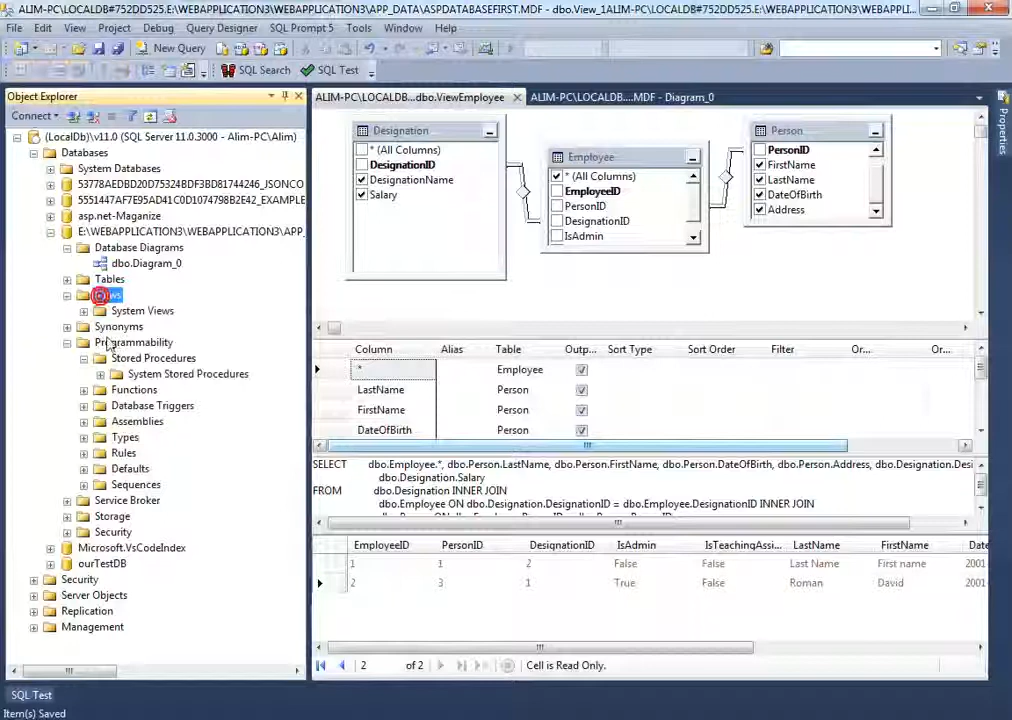 ALIM-PC\LOCALDB#752DD525.E:\WEBAPPLICATION3\WEBAPPLICATION3\APP_DATA\ASPDATABASEFIRST.MDF - dbo.View_1ALIM-PC\LOCALDB#752DD525.E:\WEBAPPLICATION3\WEBAPPLICATION3\APP_DATA\WEBAPPLI...
File Edit View Project Debug Query Designer SQL Prompt 5 Tools Window Help
New Query
SQL Search SQL Test
Object Explorer
ALIM-PC\LOCALDB...dbo.ViewEmployee ALIM-PC\LOCALDB....MDF - Diagram_0
Connect
Properties
(LocalDb)\v11.0 (SQL Server 11.0.3000 - Alim-PC\Alim)
Databases
System Databases
53778AEDBD20D75324BDF3BD81744246_JSONCO
5551447AF7E95AD41C0D1074798B2E42_EXAMPLE
asp.net-Maganize
E:\WEBAPPLICATION3\WEBAPPLICATION3\APP_
Database Diagrams
dbo.Diagram_0
Tables
System Views
Synonyms
Programmability
Stored Procedures
System Stored Procedures
Functions
Database Triggers
Assemblies
Types
Rules
Defaults
Sequences
Service Broker
Storage
Security
Microsoft.VsCodeIndex
ourTestDB
Security
Server Objects
Replication
Management
Designation
* (All Columns)
DesignationID
DesignationName
Salary
Employee
* (All Columns)
EmployeeID
PersonID
DesignationID
IsAdmin
Person
PersonID
FirstName
LastName
DateOfBirth
Address
Column Alias Table Outp... Sort Type Sort Order Filter Or... Or...
* Employee
LastName Person
FirstName Person
DateOfBirth Person
SELECT dbo.Employee.*, dbo.Person.LastName, dbo.Person.FirstName, dbo.Person.DateOfBirth, dbo.Person.Address, dbo.Designation.Desi
dbo.Designation.Salary
FROM dbo.Designation INNER JOIN
dbo.Employee ON dbo.Designation.DesignationID = dbo.Employee.DesignationID INNER JOIN
EmployeeID PersonID DesignationID IsAdmin IsTeachingAssi... LastName FirstName Date
1 1 2 False False Last Name First name 2001
2 3 1 True False Roman David 2001
2 of 2 Cell is Read Only.
SQL Test
Item(s) Saved